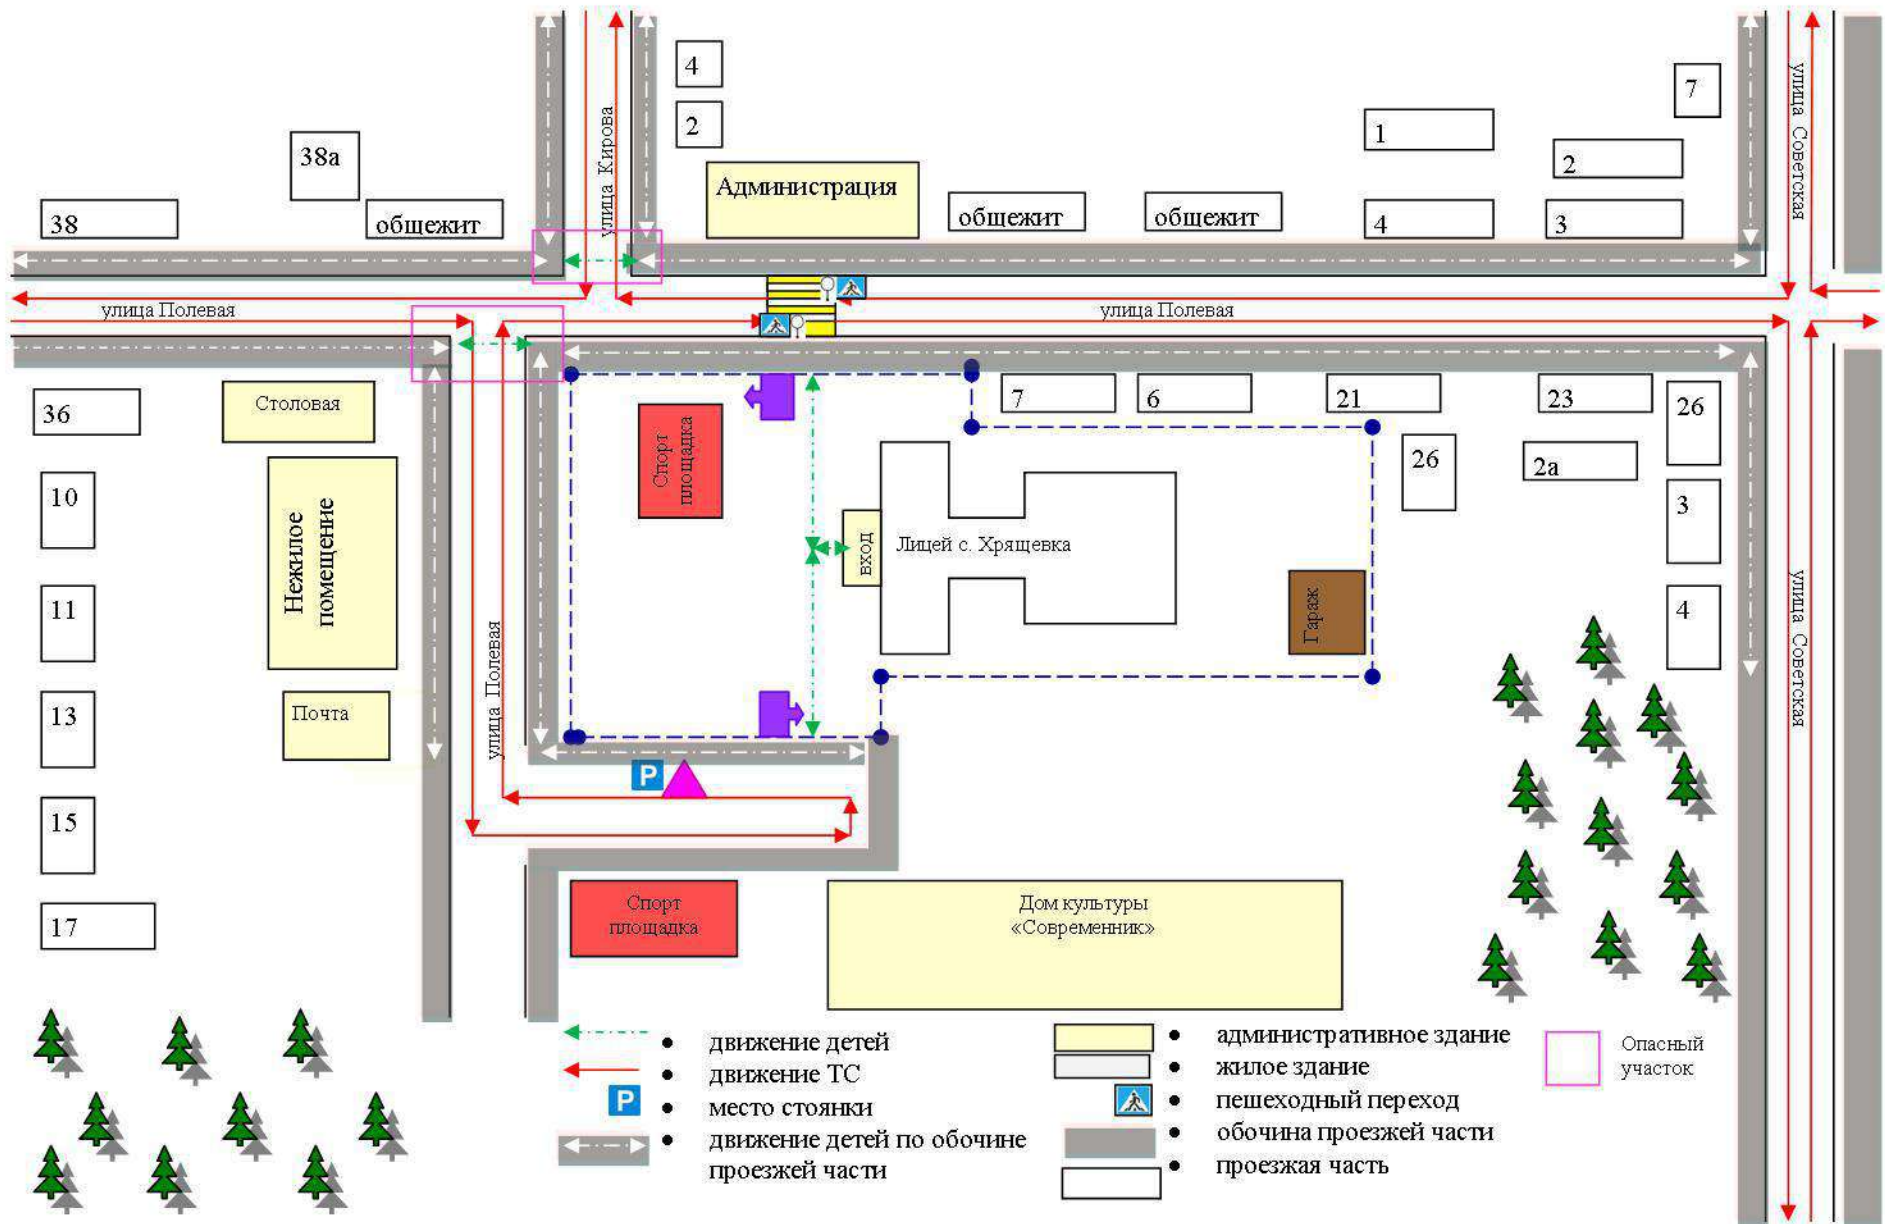 4
2
38а
38
общежит
улица Кирова
Администрация
общежит
общежит
1
4
2
3
7
улица Советская
улица Полевая
улица Полевая
36
Столовая
10
Нежилое
помещение
11
13
Почта
15
17
улица Полевая
Спорт
площадка
вход
Лицей с. Хрящевка
Гараж
7
6
21
23
26
26
2а
3
4
улица Советская
P
Спорт
площадка
Дом культуры
«Современник»
движение детей
движение ТС
P
место стоянки
движение детей по обочине
проезжей части
административное здание
жилое здание
пешеходный переход
обочина проезжей части
проезжая часть
Опасный
участок